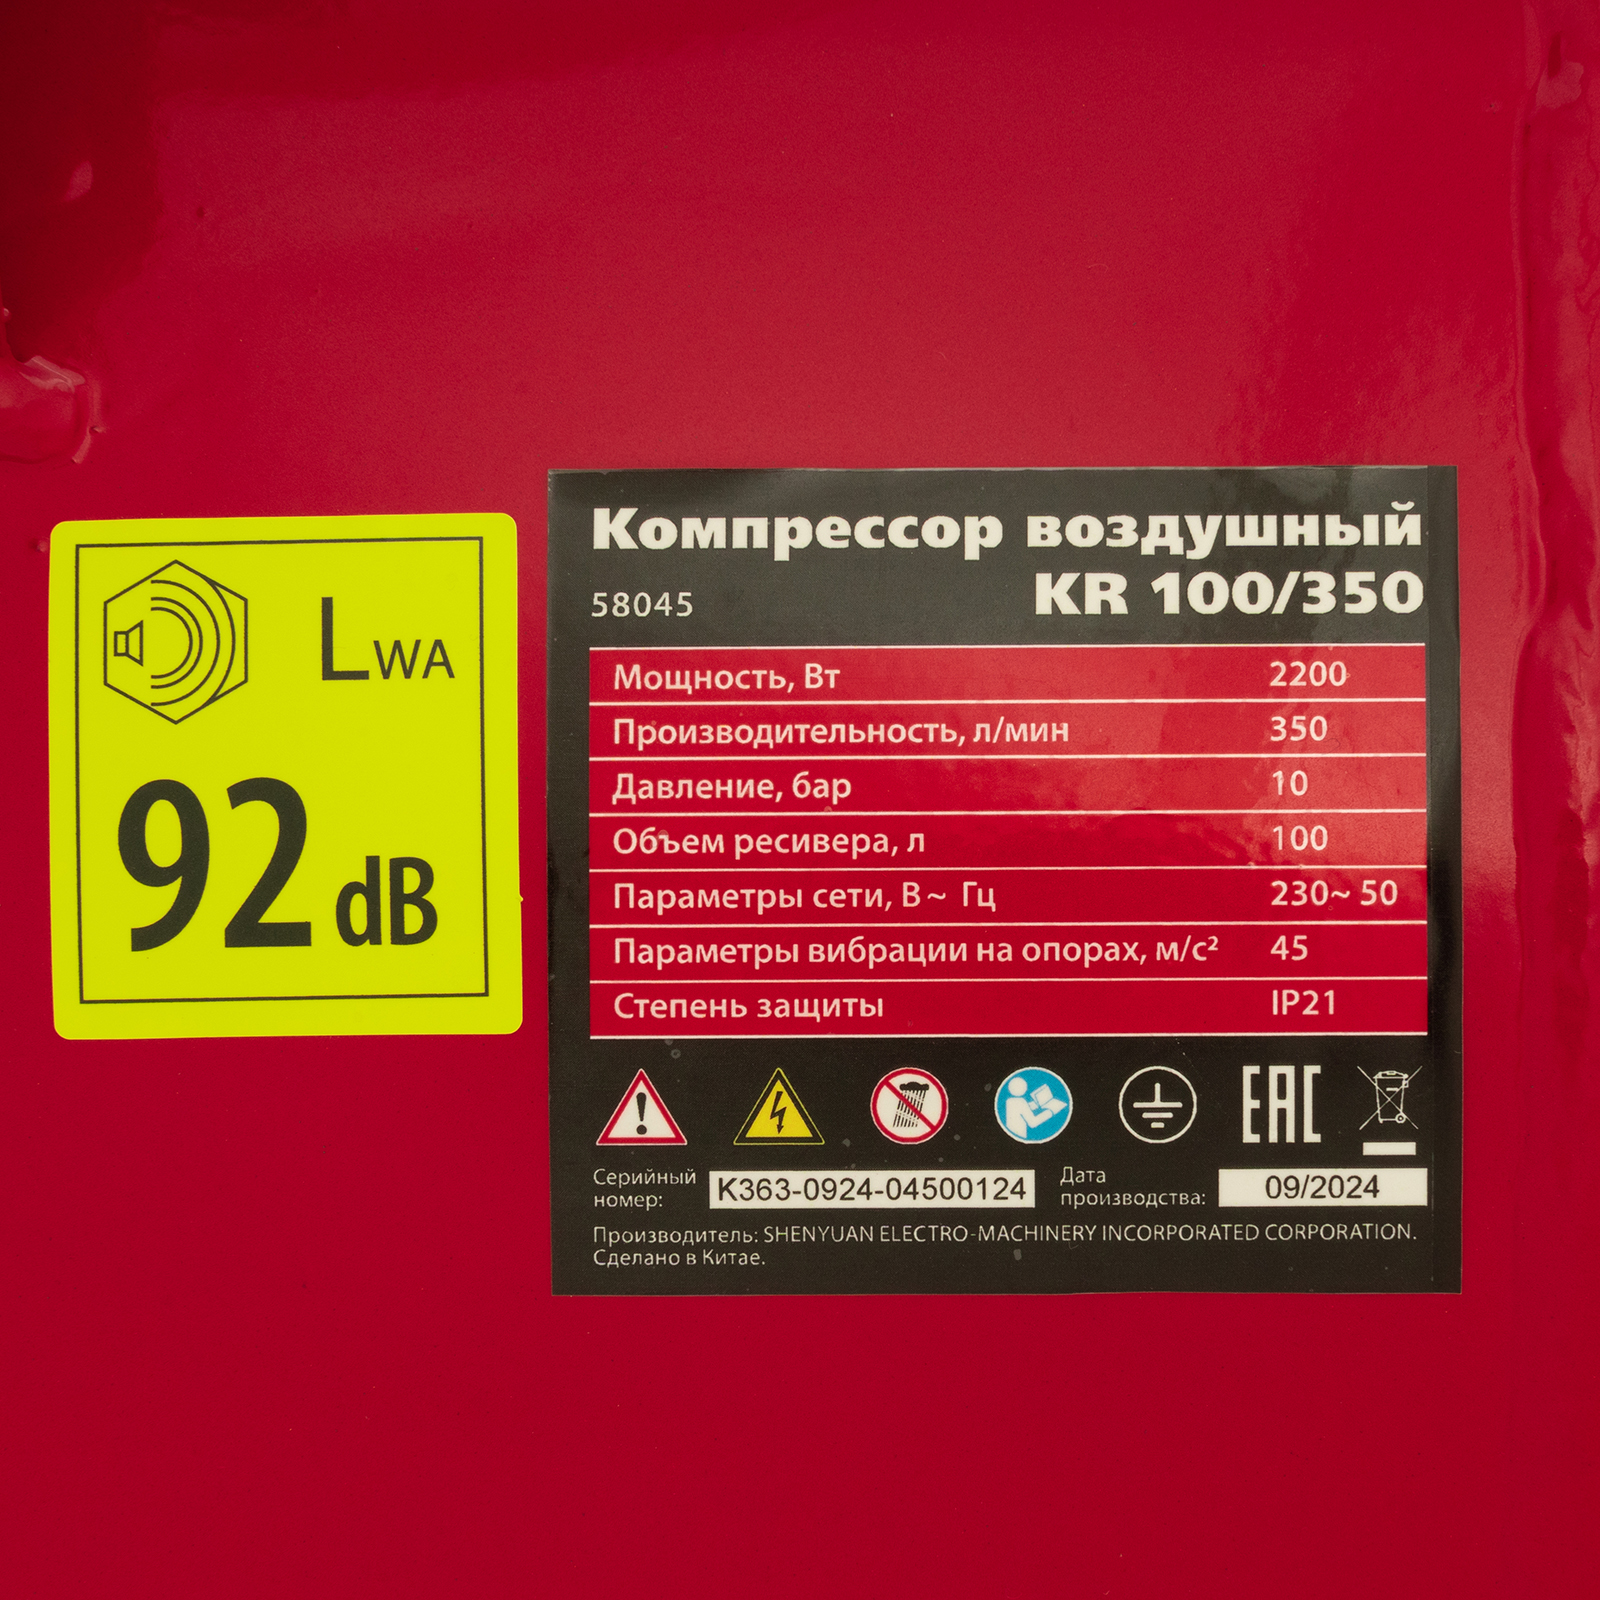 LWA
92 dB
Компрессор воздушный
58045 KR 100/350
Мощность, Вт 2200
Производительность, л/мин 350
Давление, бар 10
Объем ресивера, л 100
Параметры сети, В~ Гц 230~ 50
Параметры вибрации на опорах, м/с² 45
Степень защиты IP21
EAC
Серийный номер: K363-0924-04500124 Дата производства: 09/2024
Производитель: SHENYUAN ELECTRO-MACHINERY INCORPORATED CORPORATION.
Сделано в Китае.